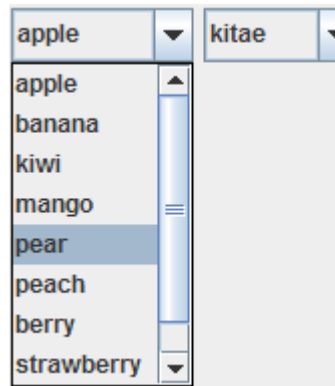 apple
kitae
apple
banana
kiwi
mango
pear
peach
berry
strawberry